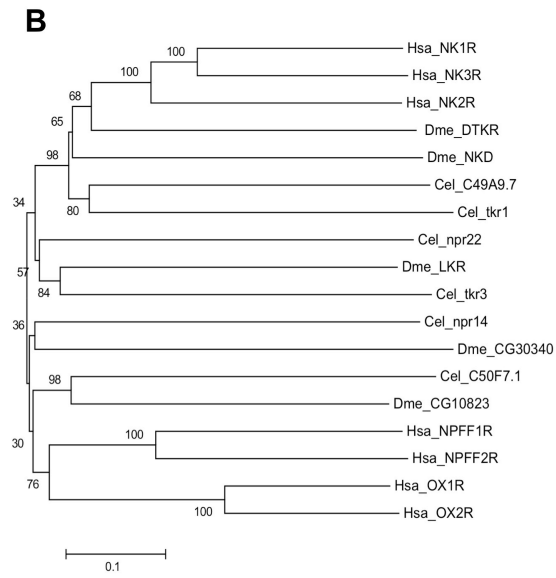 B
100 Hsa_NK1R
100 Hsa_NK3R
68 Hsa_NK2R
65 Dme_DTKR
98 Dme_NKD
Cel_C49A9.7
80 Cel_tkr1
34
Cel_npr22
57 Dme_LKR
84 Cel_tkr3
36 Cel_npr14
Dme_CG30340
98 Cel_C50F7.1
Dme_CG10823
30 100 Hsa_NPFF1R
Hsa_NPFF2R
76 Hsa_OX1R
100 Hsa_OX2R
0.1